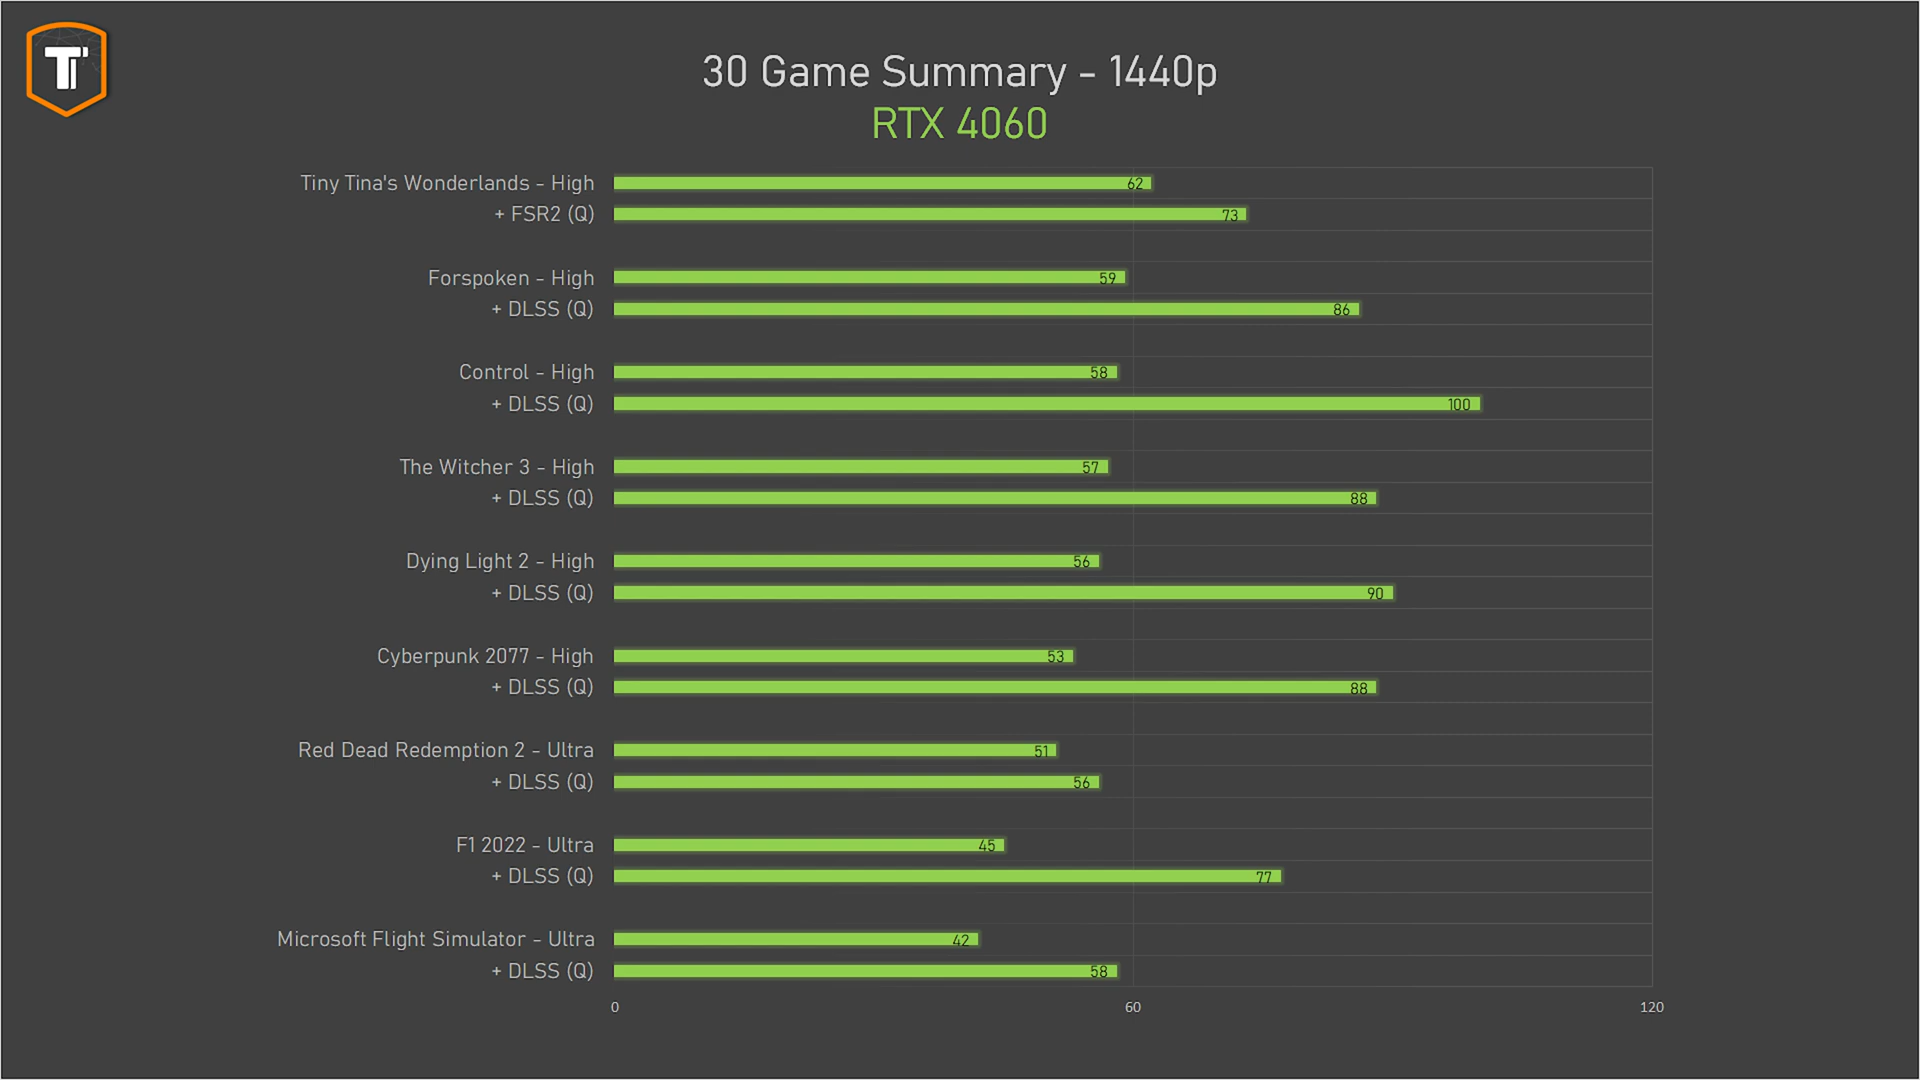 30 Game Summary - 1440p
RTX 4060
Tiny Tina's Wonderlands - High 62
+ FSR2 (Q) 73
Forspoken - High 59
+ DLSS (Q) 86
Control - High 58
+ DLSS (Q) 100
The Witcher 3 - High 57
+ DLSS (Q) 88
Dying Light 2 - High 56
+ DLSS (Q) 90
Cyberpunk 2077 - High 53
+ DLSS (Q) 88
Red Dead Redemption 2 - Ultra 51
+ DLSS (Q) 56
F1 2022 - Ultra 45
+ DLSS (Q) 77
Microsoft Flight Simulator - Ultra 42
+ DLSS (Q) 58
0 60 120